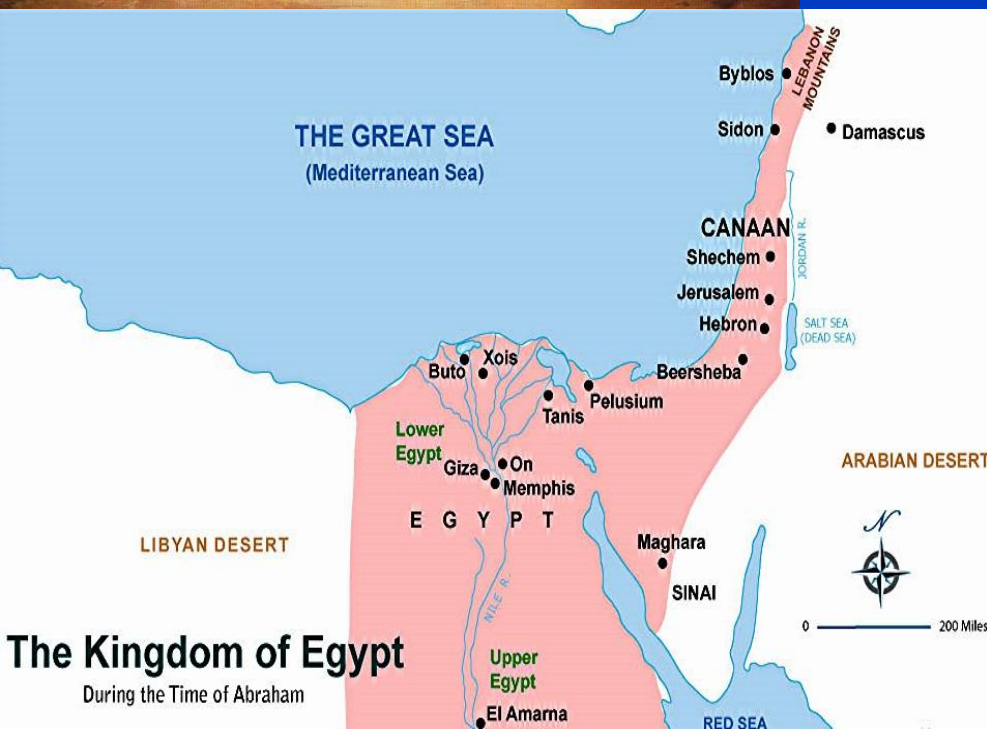 LEBANON
MOUNTAINS
Byblos
Sidon
Damascus
THE GREAT SEA
(Mediterranean Sea)
CANAAN
JORDAN R.
Shechem
Jerusalem
Hebron
SALT SEA
(DEAD SEA)
Beersheba
Buto
Xois
Pelusium
Tanis
Lower
Egypt
Giza
On
Memphis
ARABIAN DESERT
E G Y P T
LIBYAN DESERT
N
Maghara
SINAI
NILE R.
0 200 Miles
The Kingdom of Egypt
During the Time of Abraham
Upper
Egypt
El Amarna
RED SEA